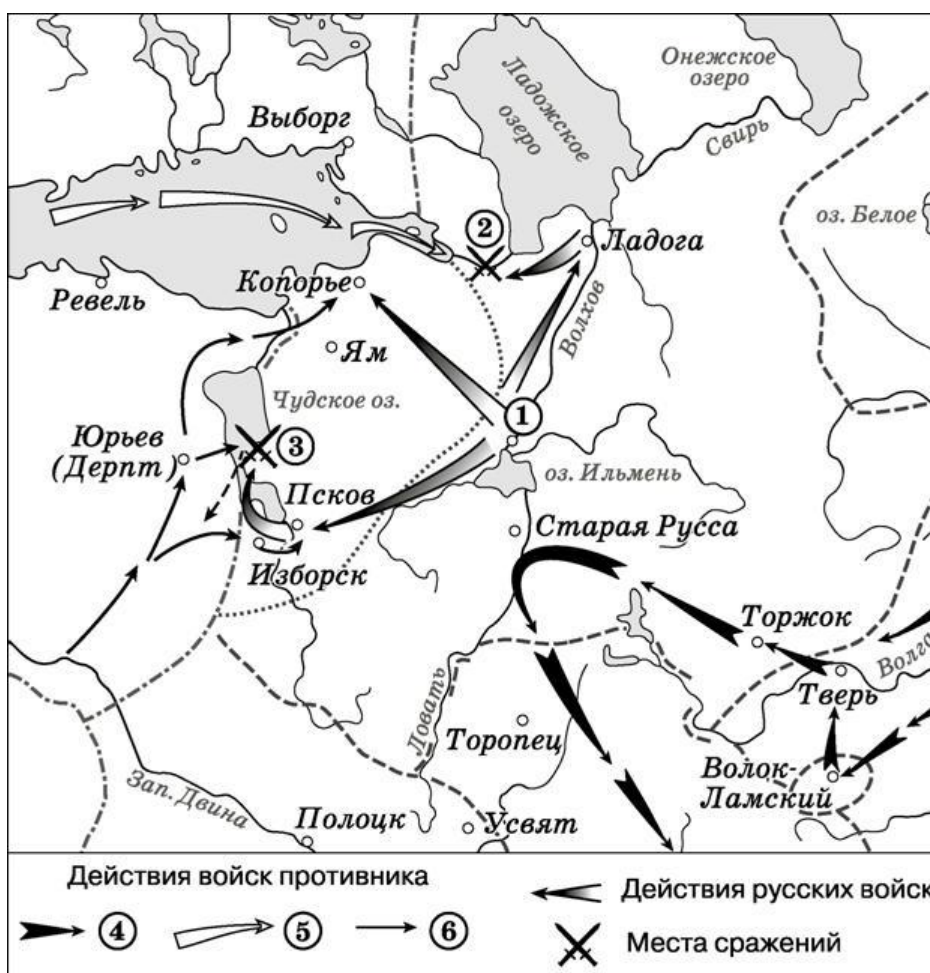 Онежское
озеро
Ладожское
озеро
Выборг
Свирь
2
Ладога
оз. Белое
Копорье
Ревель
Волхов
Ям
Чудское оз.
1
3
Юрьев
(Дерпт)
оз. Ильмень
Псков
Старая Русса
Изборск
Торжок
Волга
Тверь
Ловать
Торопец
Волок-
Ламский
Зап. Двина
Полоцк
Усвят
Действия войск противника
Действия русских войск
4
5
6
Места сражений